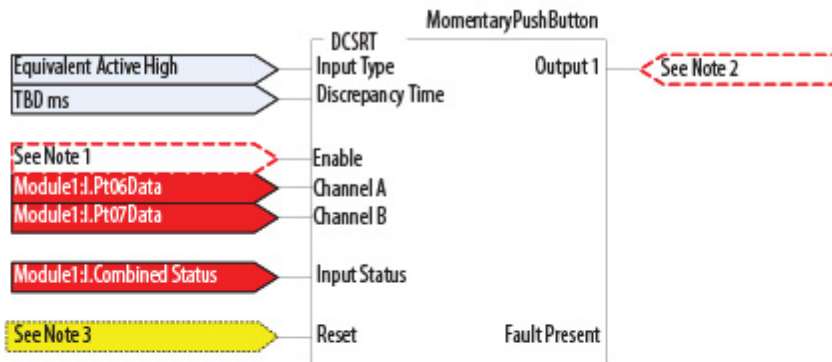 MomentaryPushButton
DCSRT
Equivalent Active High
Input Type
Output 1
See Note 2
TBD ms
Discrepancy Time
See Note 1
Enable
Module1:I.Pt06Data
Channel A
Module1:I.Pt07Data
Channel B
Module1:I.Combined Status
Input Status
See Note 3
Reset
Fault Present